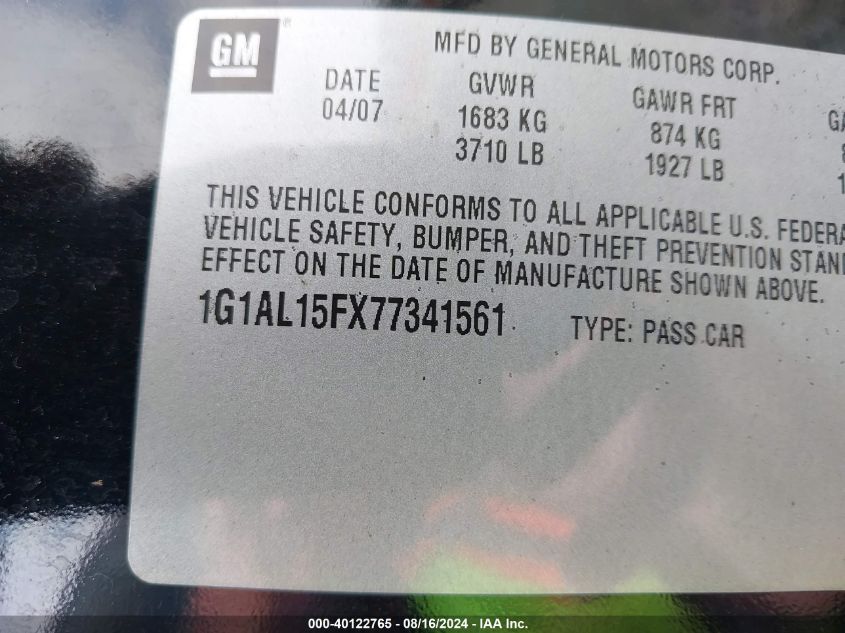 GM®
MFD BY GENERAL MOTORS CORP.
DATE GVWR GAWR FRT
04/07 1683 KG 874 KG
3710 LB 1927 LB
THIS VEHICLE CONFORMS TO ALL APPLICABLE U.S.
VEHICLE SAFETY, BUMPER, AND THEFT PREVENTION
EFFECT ON THE DATE OF MANUFACTURE SHOWN ABOVE.
1G1AL15FX77341561 TYPE: PASS CAR
000-40122765 - 08/16/2024 - IAA Inc.